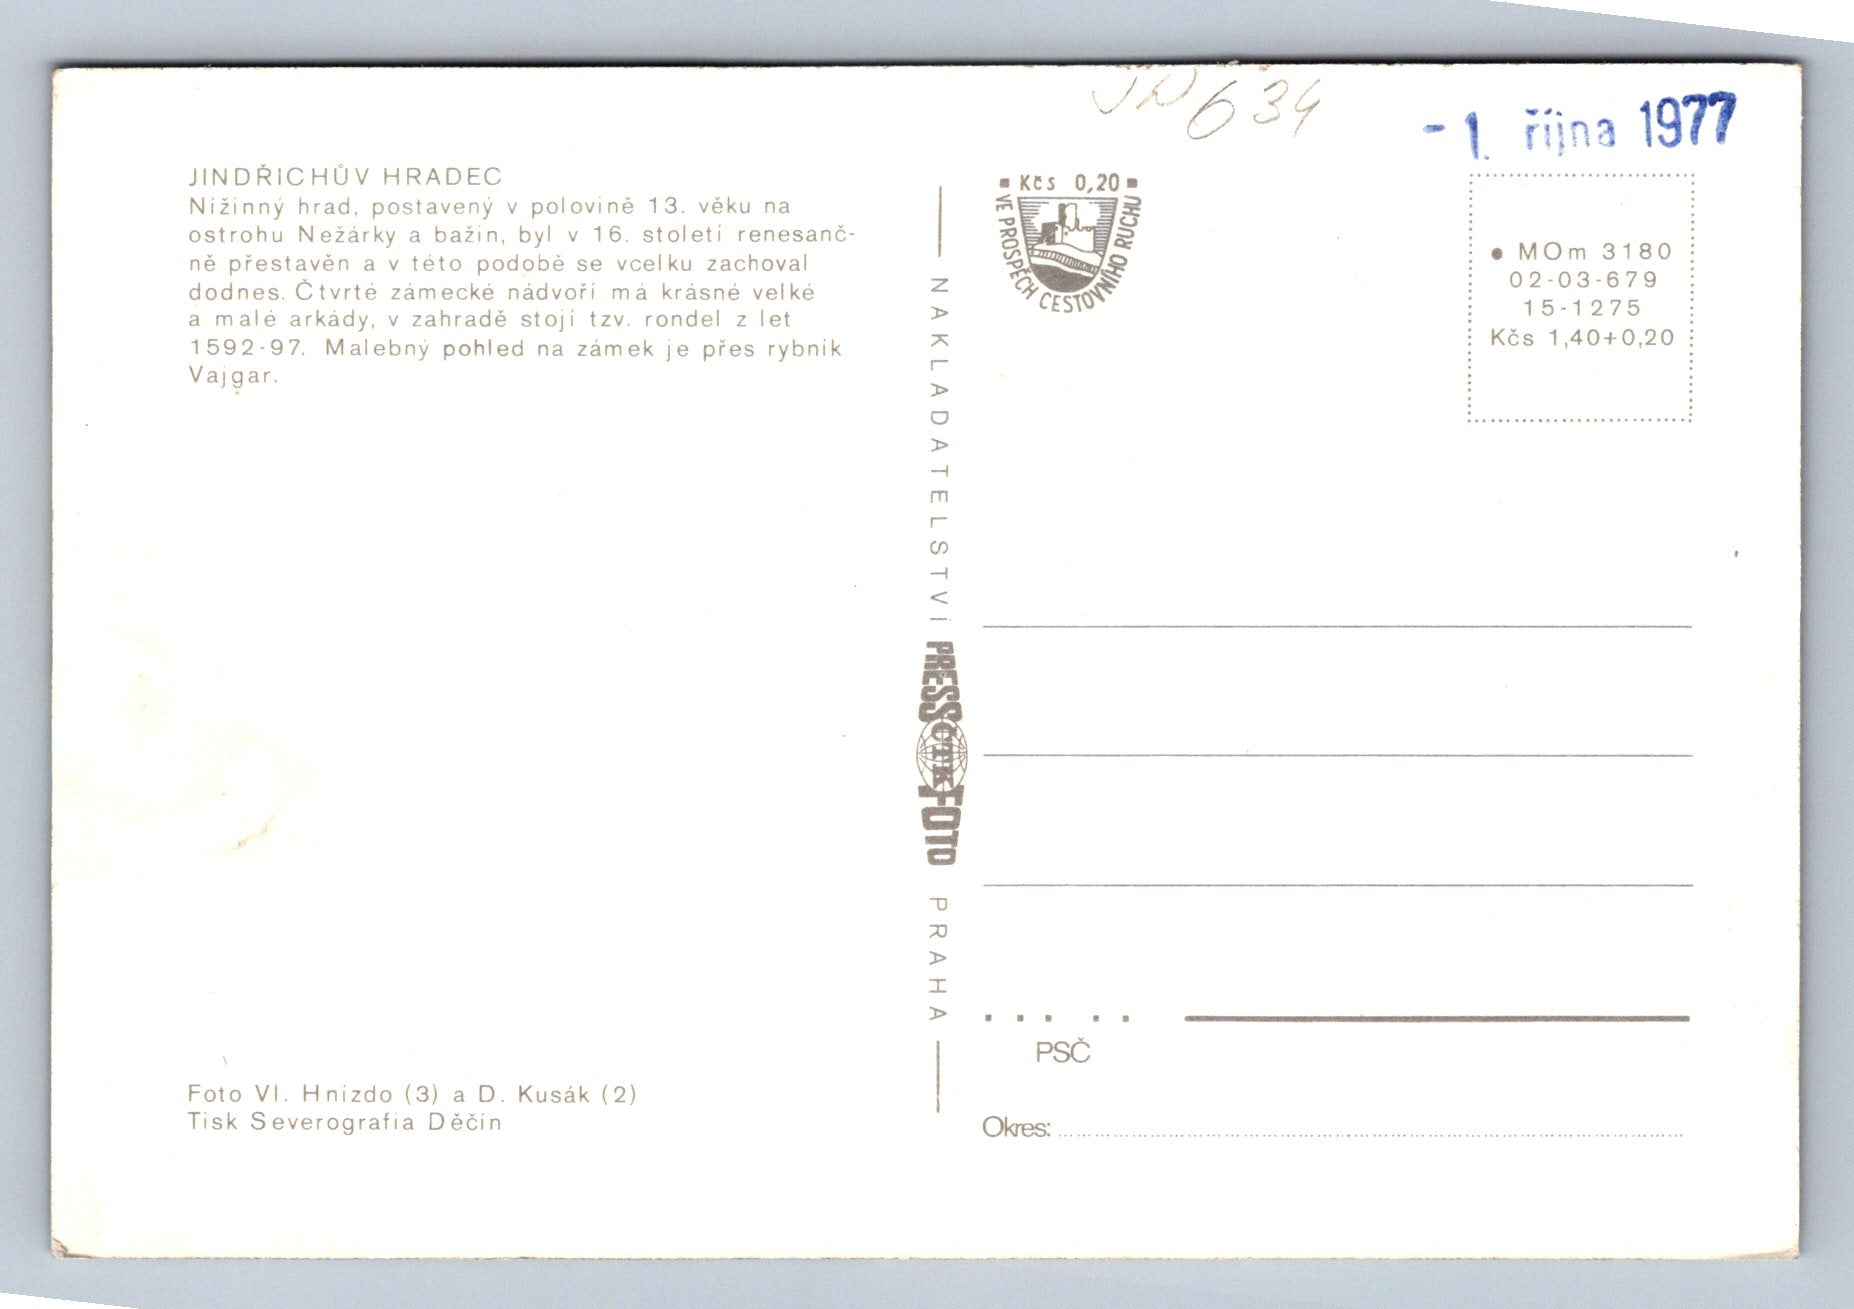 JD 634
- 1. října 1977
JINDŘICHŮV HRADEC
Nížinný hrad, postavený v polovině 13. věku na
ostrohu Nežárky a bažin, byl v 16. století renesanč-
ně přestavěn a v této podobě se vcelku zachoval
dodnes. Čtvrté zámecké nádvoří má krásné velké
a malé arkády, v zahradě stojí tzv. rondel z let
1592-97. Malebný pohled na zámek je přes rybník
Vajgar.
Foto Vl. Hnízdo (3) a D. Kusák (2)
Tisk Severografia Děčín
NAKLADATELSTVÍ PRESSFOTO PRAHA
ČTK
Kčs 0,20
VE PROSPĚCH CESTOVNÍHO RUCHU
• MOm 3180
02-03-679
15-1275
Kčs 1,40+0,20
PSČ
Okres: